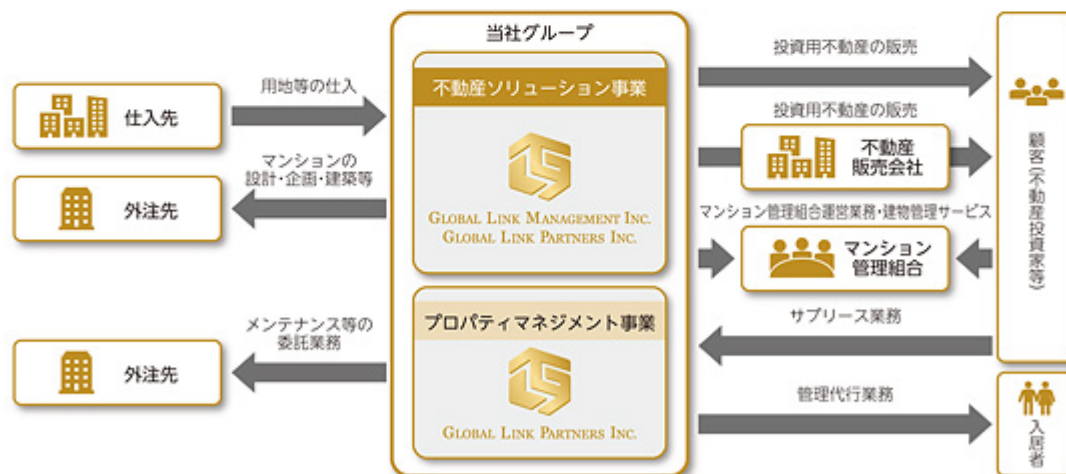 当社グループ
不動産ソリューション事業
GLOBAL LINK MANAGEMENT INC.
GLOBAL LINK PARTNERS INC.
プロパティマネジメント事業
GLOBAL LINK PARTNERS INC.
仕入先
用地等の仕入
外注先
マンションの
設計・企画・建築等
外注先
メンテナンス等の
委託業務
投資用不動産の販売
投資用不動産の販売
不動産
販売会社
マンション管理組合運営業務・建物管理サービス
マンション
管理組合
サブリース業務
管理代行業務
顧客(不動産投資家等)
入居者